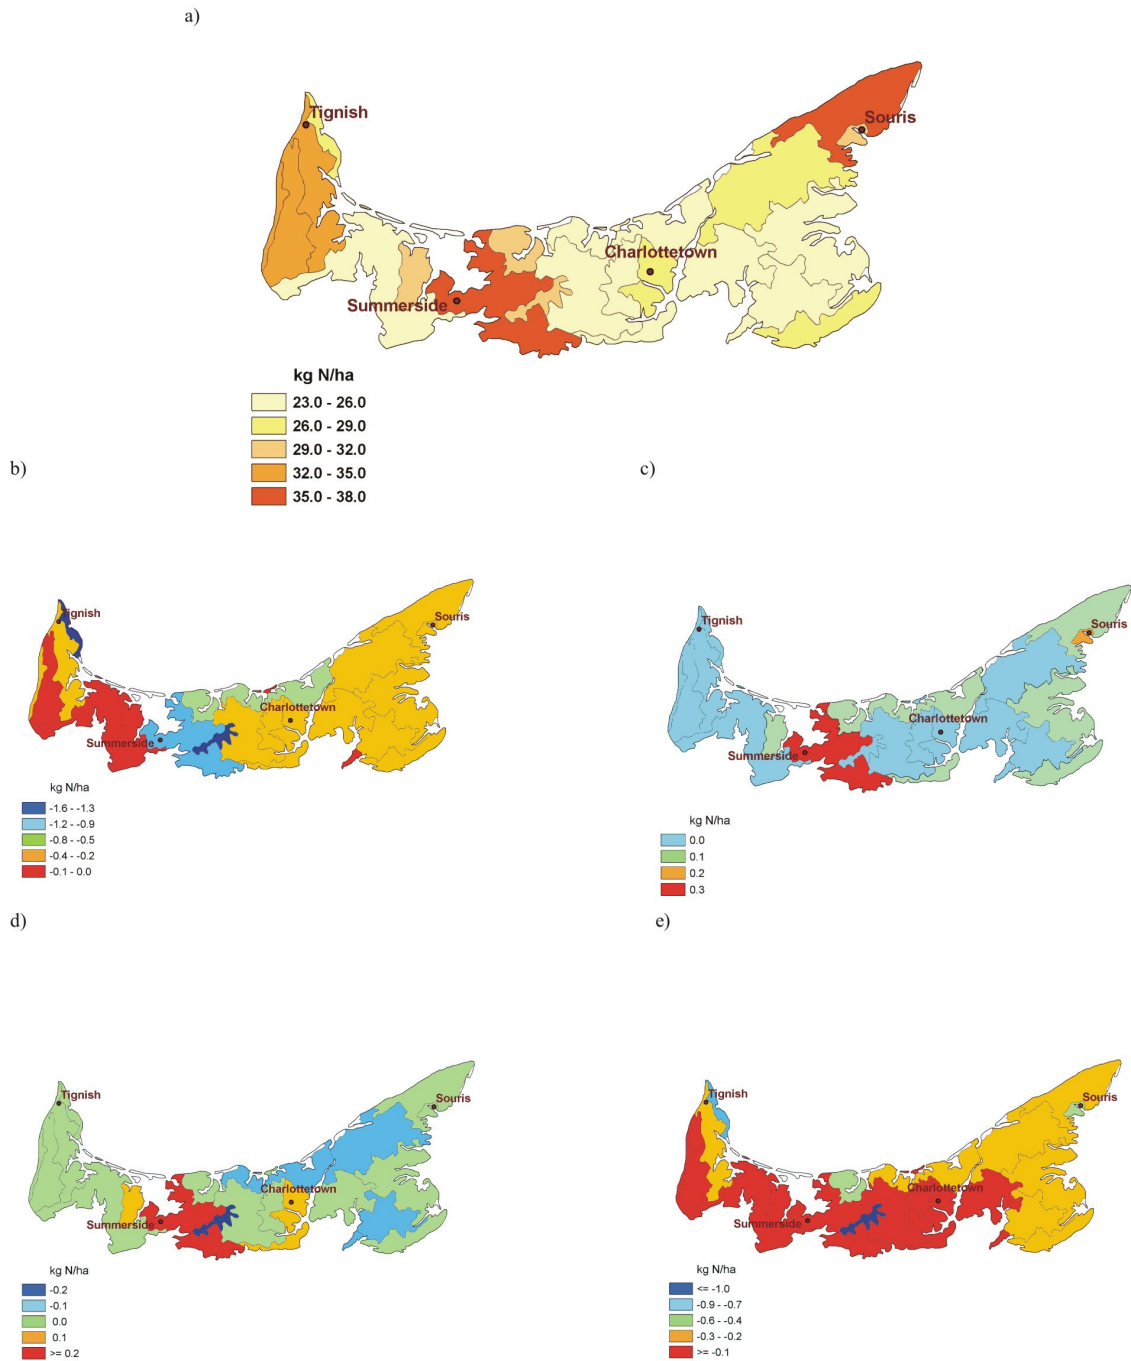 a)
Tignish
Souris
Charlottetown
Summerside
kg N/ha
23.0 - 26.0
26.0 - 29.0
29.0 - 32.0
32.0 - 35.0
35.0 - 38.0
b)
c)
Tignish
Souris
Charlottetown
Summerside
kg N/ha
-1.6 - -1.3
-1.2 - -0.9
-0.8 - -0.5
-0.4 - -0.2
-0.1 - 0.0
Tignish
Souris
Charlottetown
Summerside
kg N/ha
0.0
0.1
0.2
0.3
d)
e)
Tignish
Souris
Charlottetown
Summerside
kg N/ha
-0.2
-0.1
0.0
0.1
>= 0.2
Tignish
Souris
Charlottetown
Summerside
kg N/ha
<= -1.0
-0.9 - -0.7
-0.6 - -0.4
-0.3 - -0.2
>= -0.1